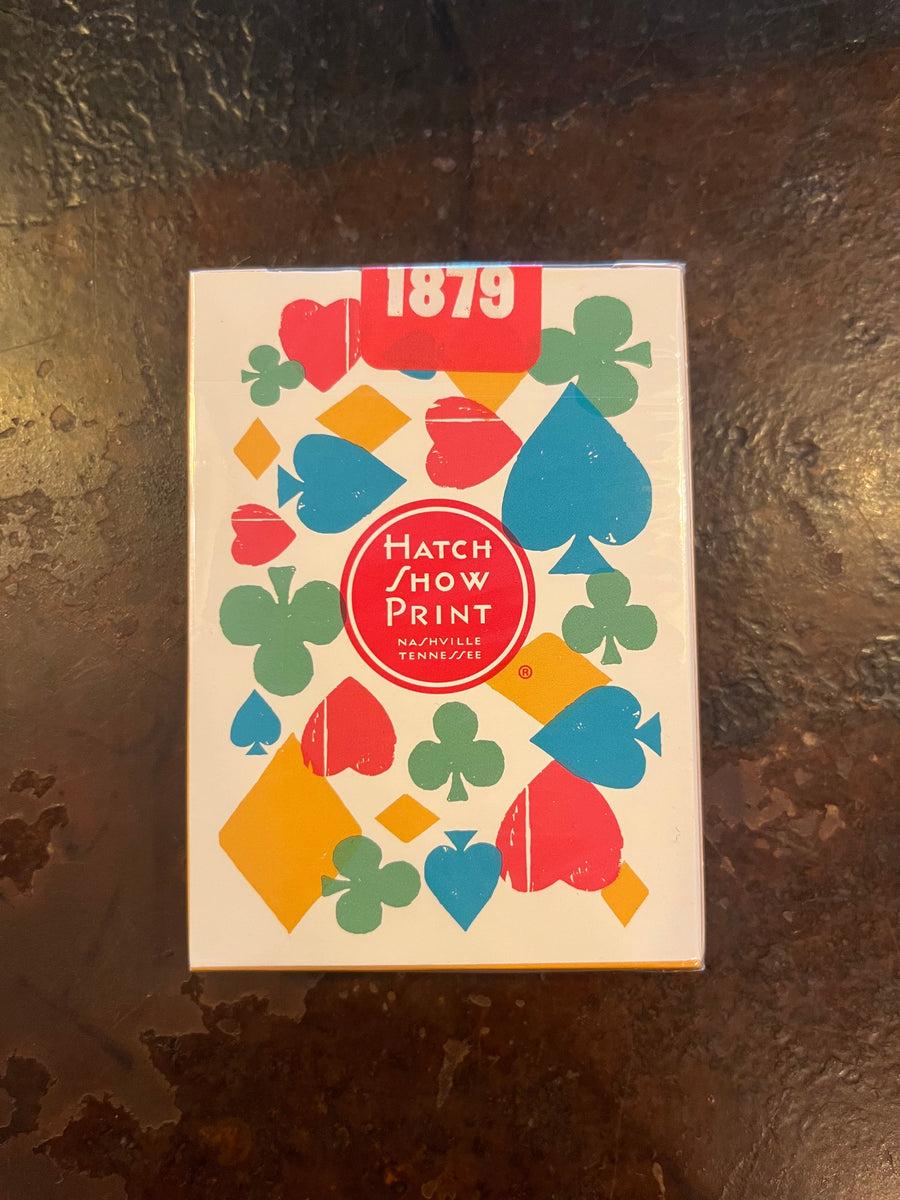 1879
HATCH
SHOW
PRINT
NASHVILLE
TENNESSEE
®